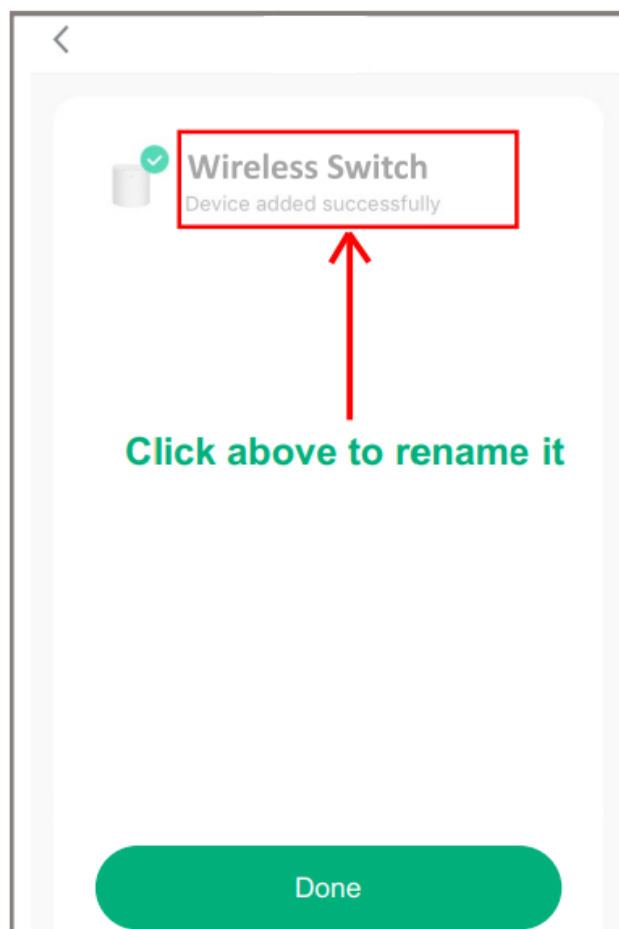 Wireless Switch
Device added successfully
Click above to rename it
Done